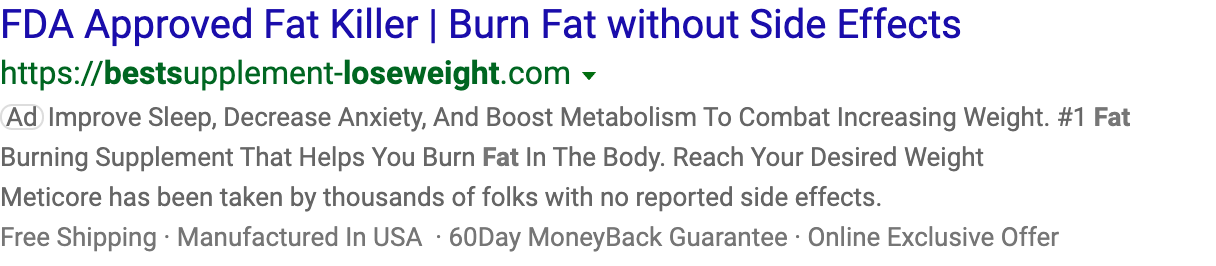 FDA Approved Fat Killer | Burn Fat without Side Effects
https://bestsupplement-loseweight.com
Ad Improve Sleep, Decrease Anxiety, And Boost Metabolism To Combat Increasing Weight. #1 Fat
Burning Supplement That Helps You Burn Fat In The Body. Reach Your Desired Weight
Meticore has been taken by thousands of folks with no reported side effects.
Free Shipping · Manufactured In USA · 60Day MoneyBack Guarantee · Online Exclusive Offer